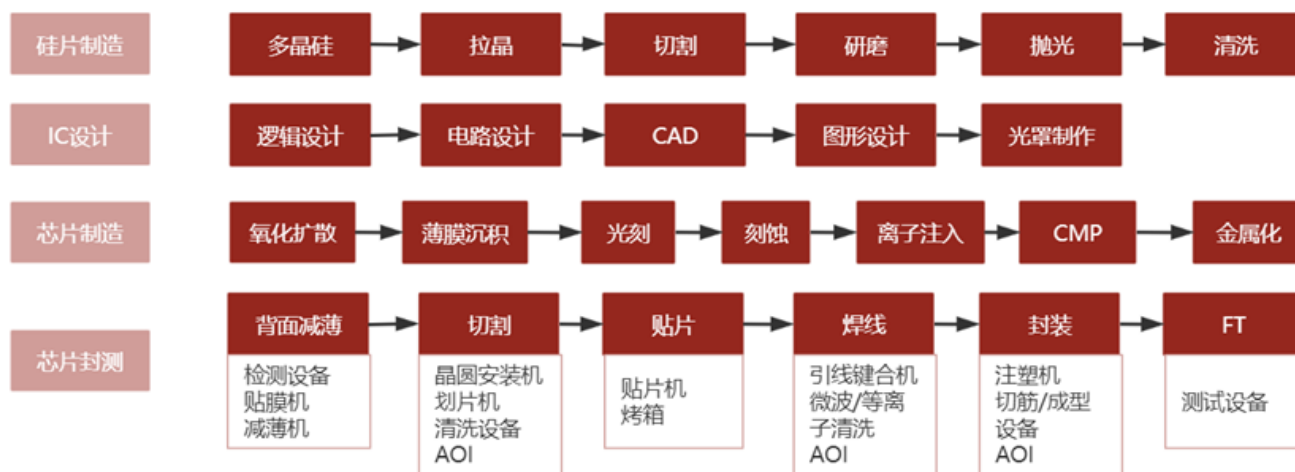 硅片制造
多晶硅
拉晶
切割
研磨
抛光
清洗
IC设计
逻辑设计
电路设计
CAD
图形设计
光罩制作
芯片制造
氧化扩散
薄膜沉积
光刻
刻蚀
离子注入
CMP
金属化
芯片封测
背面减薄
检测设备
贴膜机
减薄机
切割
晶圆安装机
划片机
清洗设备
AOI
贴片
贴片机
烤箱
焊线
引线键合机
微波/等离
子清洗
AOI
封装
注塑机
切筋/成型
设备
AOI
FT
测试设备